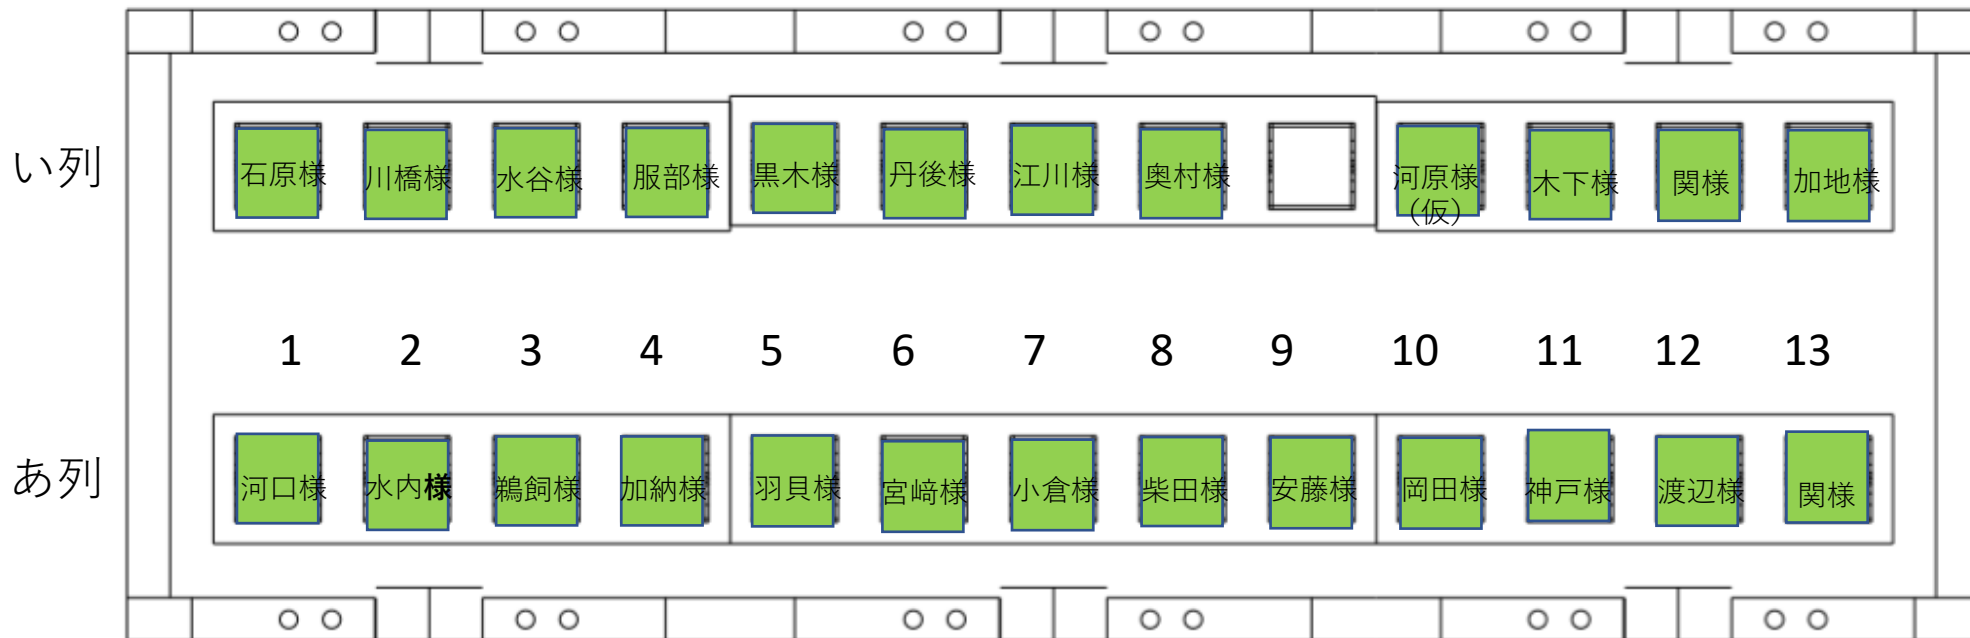 い列
石原様
川橋様
水谷様
服部様
黒木様
丹後様
江川様
奥村様
河原様
（仮）
木下様
関様
加地様
1 2 3 4 5 6 7 8 9 10 11 12 13
あ列
河口様
水内様
鵜飼様
加納様
羽貝様
宮﨑様
小倉様
柴田様
安藤様
岡田様
神戸様
渡辺様
関様